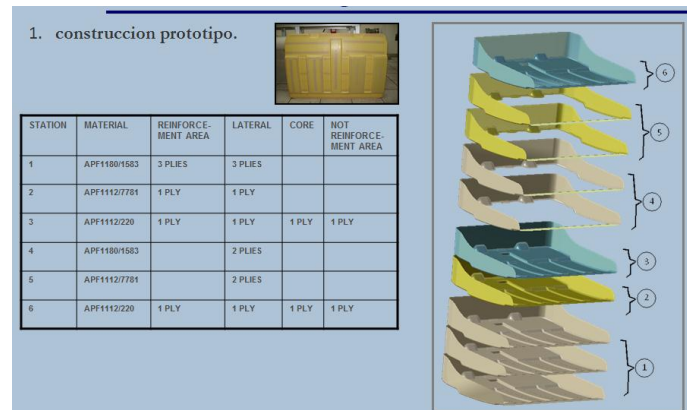 1. construccion prototipo.
STATION MATERIAL REINFORCE-MENT AREA LATERAL CORE NOT REINFORCE-MENT AREA
1 APF1180/1583 3 PLIES 3 PLIES
2 APF1112/7781 1 PLY 1 PLY
3 APF1112/220 1 PLY 1 PLY 1 PLY 1 PLY
4 APF1180/1583 2 PLIES
5 APF1112/7781 2 PLIES
6 APF1112/220 1 PLY 1 PLY 1 PLY 1 PLY
6
5
4
3
2
1